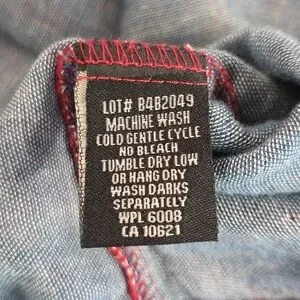 LOT# B4B2049
MACHINE WASH
COLD GENTLE CYCLE
NO BLEACH
TUMBLE DRY LOW
OR HANG DRY
WASH DARKS
SEPARATELY
WPL 6008
CA 10621